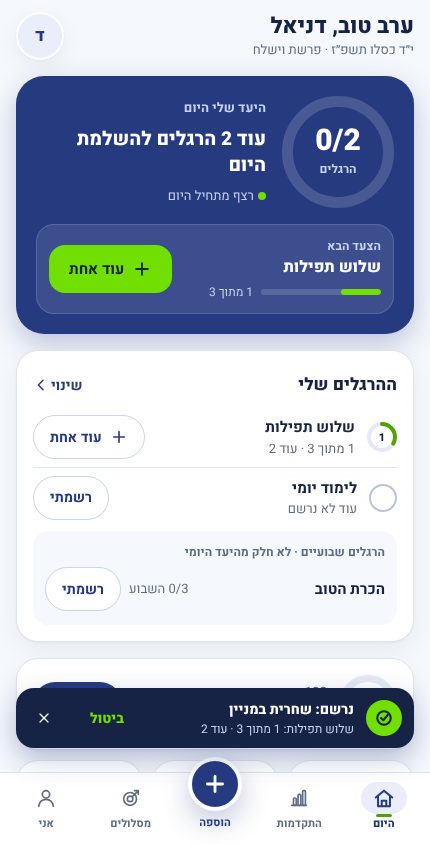 ערב טוב, דניאל
ד
י״ד כסלו תשפ״ז · פרשת וישלח
היעד שלי היום
0/2
הרגלים
עוד 2 הרגלים להשלמת
היום
רצף מתחיל היום
הצעד הבא
שלוש תפילות
1 מתוך 3
עוד אחת
ההרגלים שלי
שינוי
1
שלוש תפילות
1 מתוך 3 · עוד 2
עוד אחת
לימוד יומי
עוד לא נרשם
רשמתי
הרגלים שבועיים · לא חלק מהיעד היומי
הכרת הטוב
0/3 השבוע
רשמתי
נרשם: שחרית במניין
שלוש תפילות: 1 מתוך 3 · עוד 2
ביטול
היום
התקדמות
הוספה
מסלולים
אני